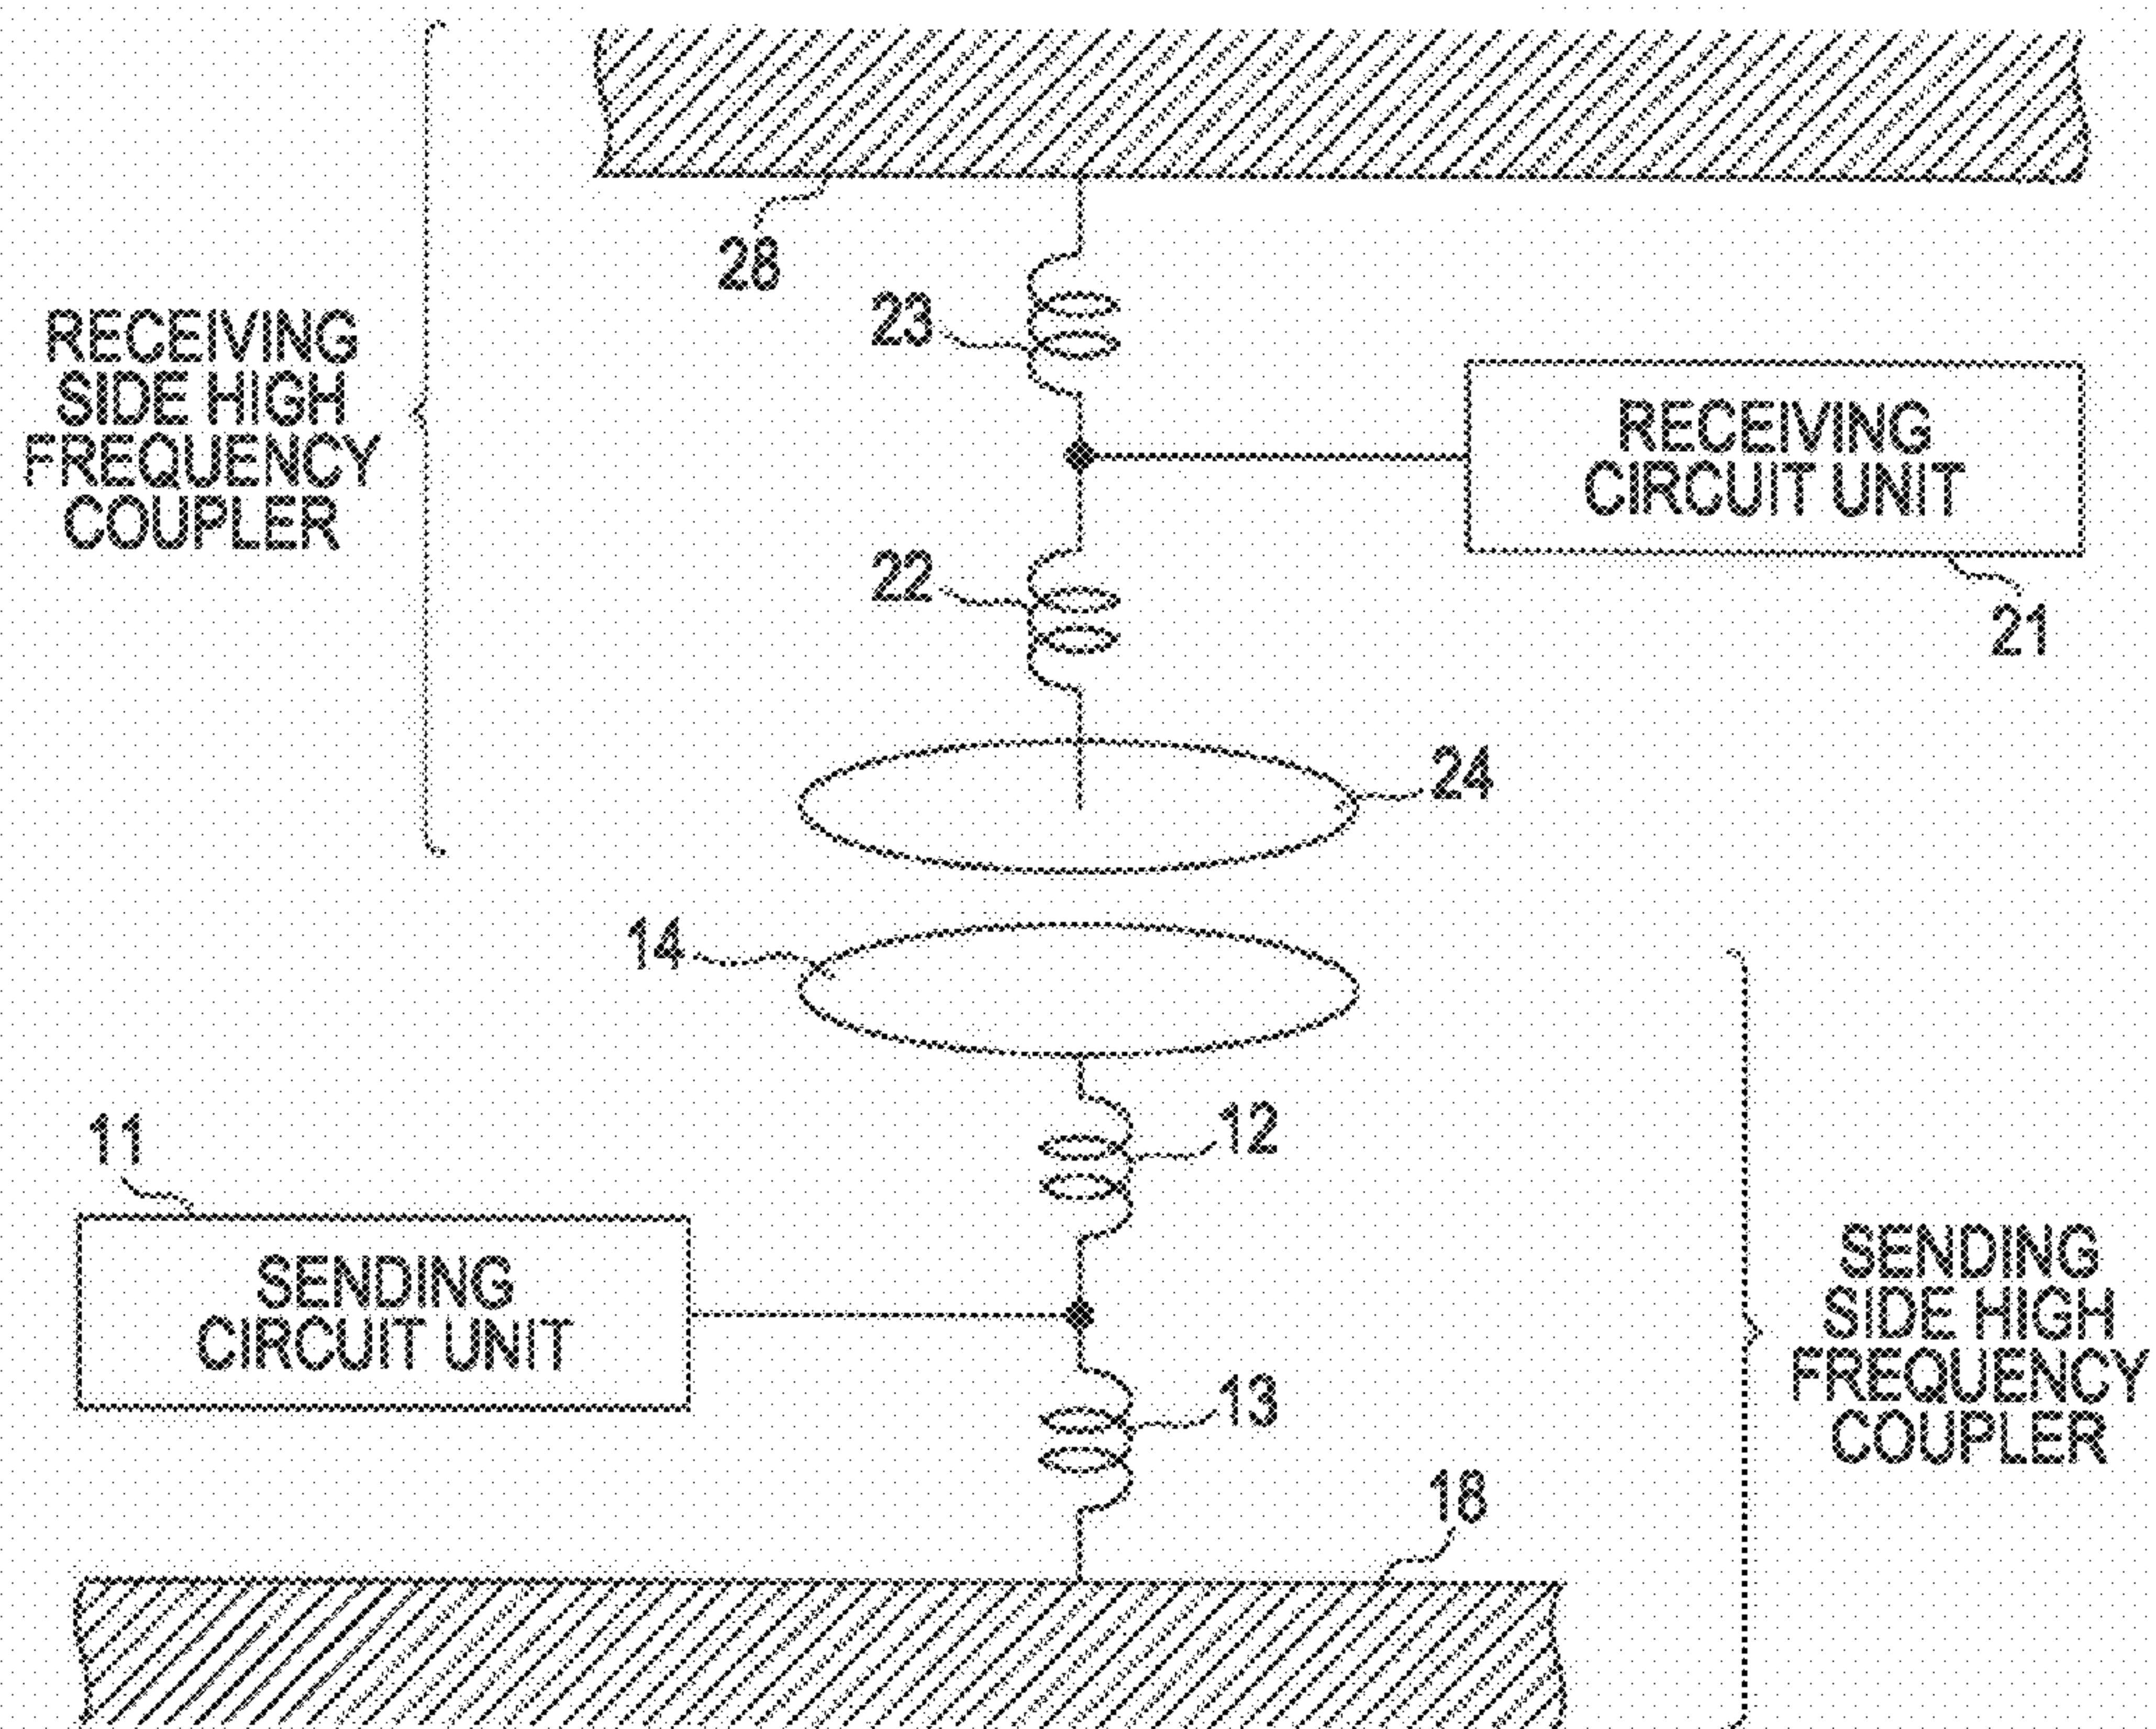 28
23
RECEIVING
SIDE HIGH
FREQUENCY
COUPLER
RECEIVING
CIRCUIT UNIT
22
21
24
14
11
12
SENDING
CIRCUIT UNIT
SENDING
SIDE HIGH
FREQUENCY
COUPLER
13
18